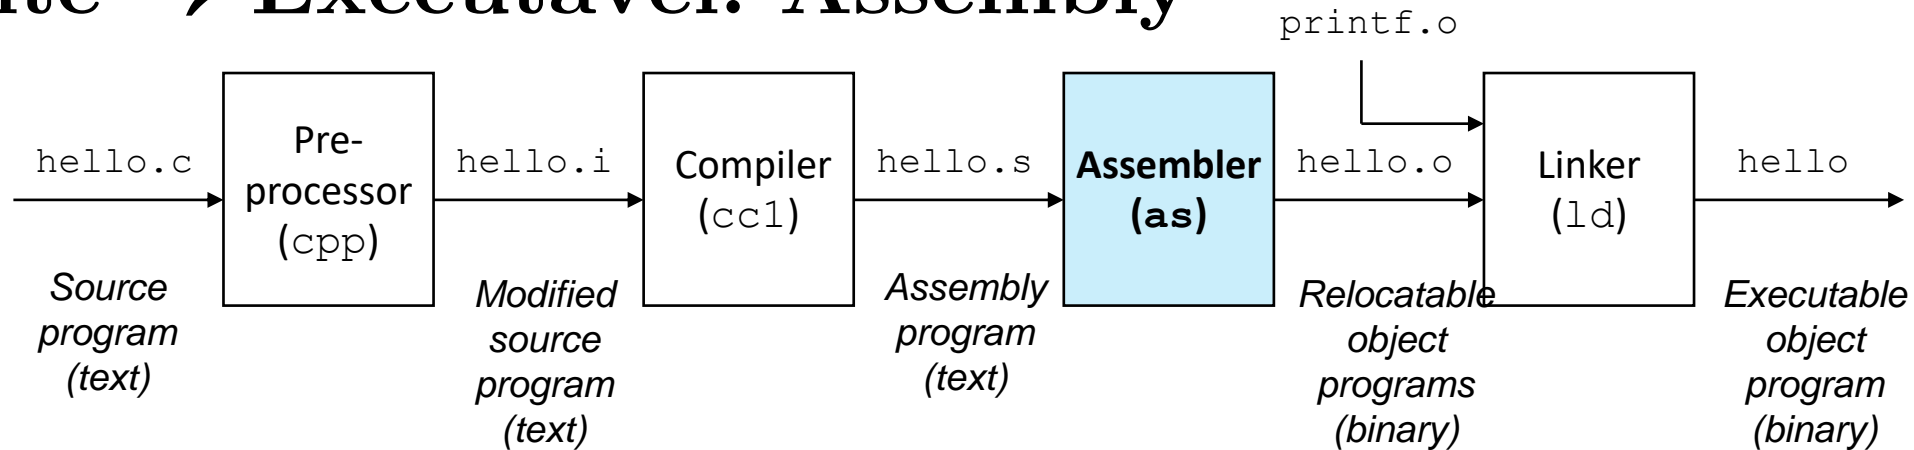 Executável: Assembly
printf.o
hello.c
Pre-
processor
(cpp)
hello.i
Compiler
(cc1)
hello.s
Assembler
(as)
hello.o
Linker
(ld)
hello
Source
program
(text)
Modified
source
program
(text)
Assembly
program
(text)
Relocatable
object
programs
(binary)
Executable
object
program
(binary)